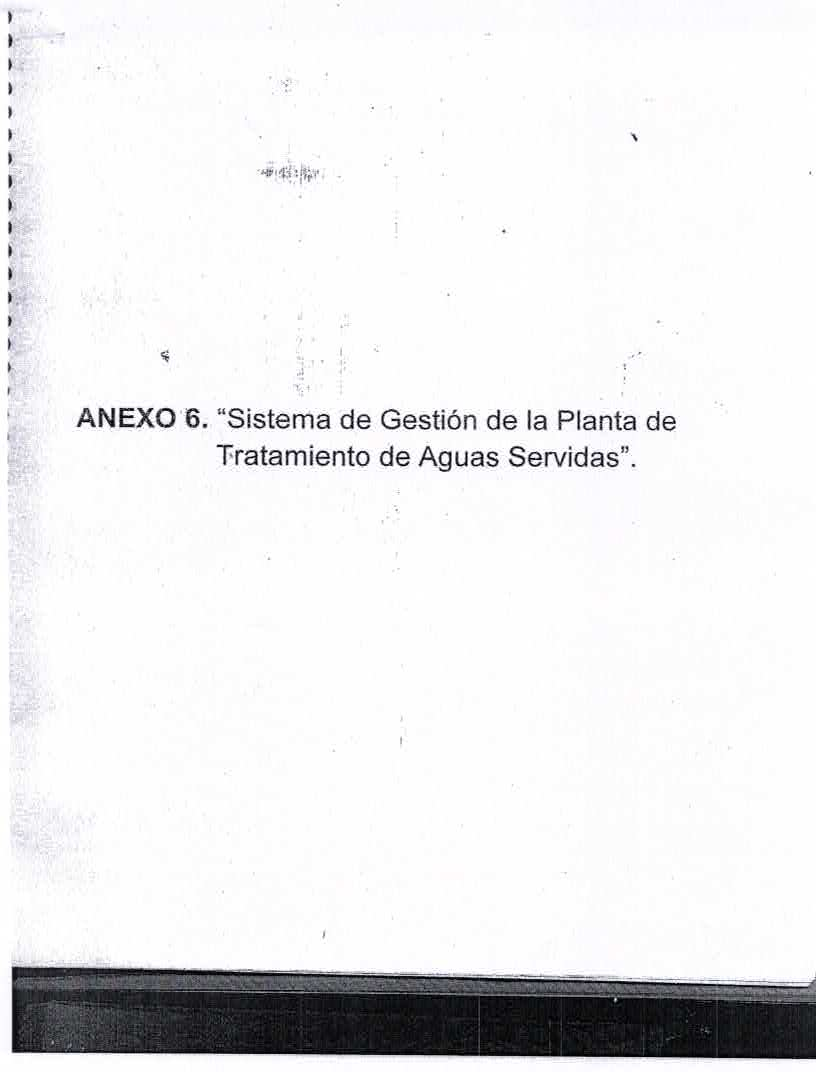 ANEXO 6. “Sistema de Gestión de la Planta de
Tratamiento de Aguas Servidas”.